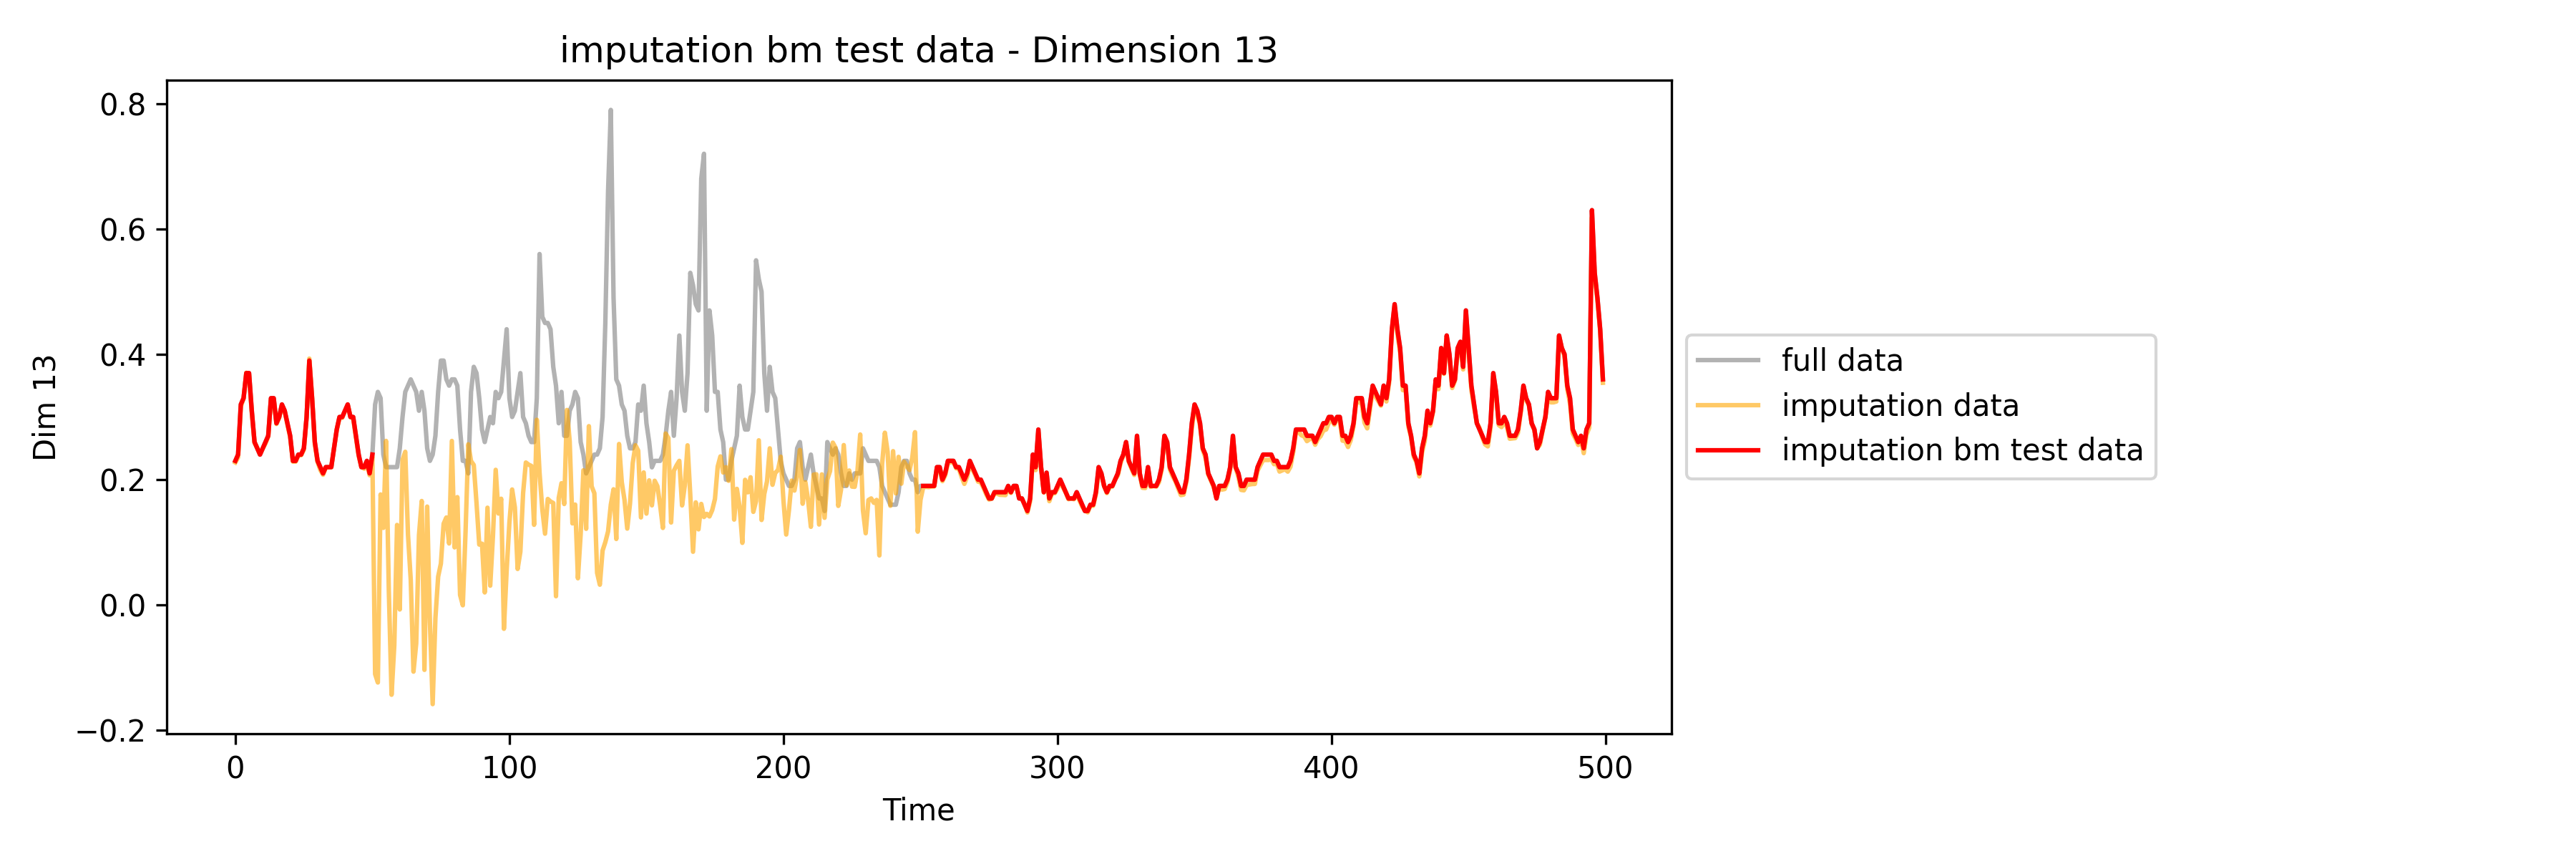 imputation bm test data - Dimension 13
0.8
0.6
0.4
0.2
0.0
−0.2
Dim 13
0 100 200 300 400 500
Time
full data
imputation data
imputation bm test data